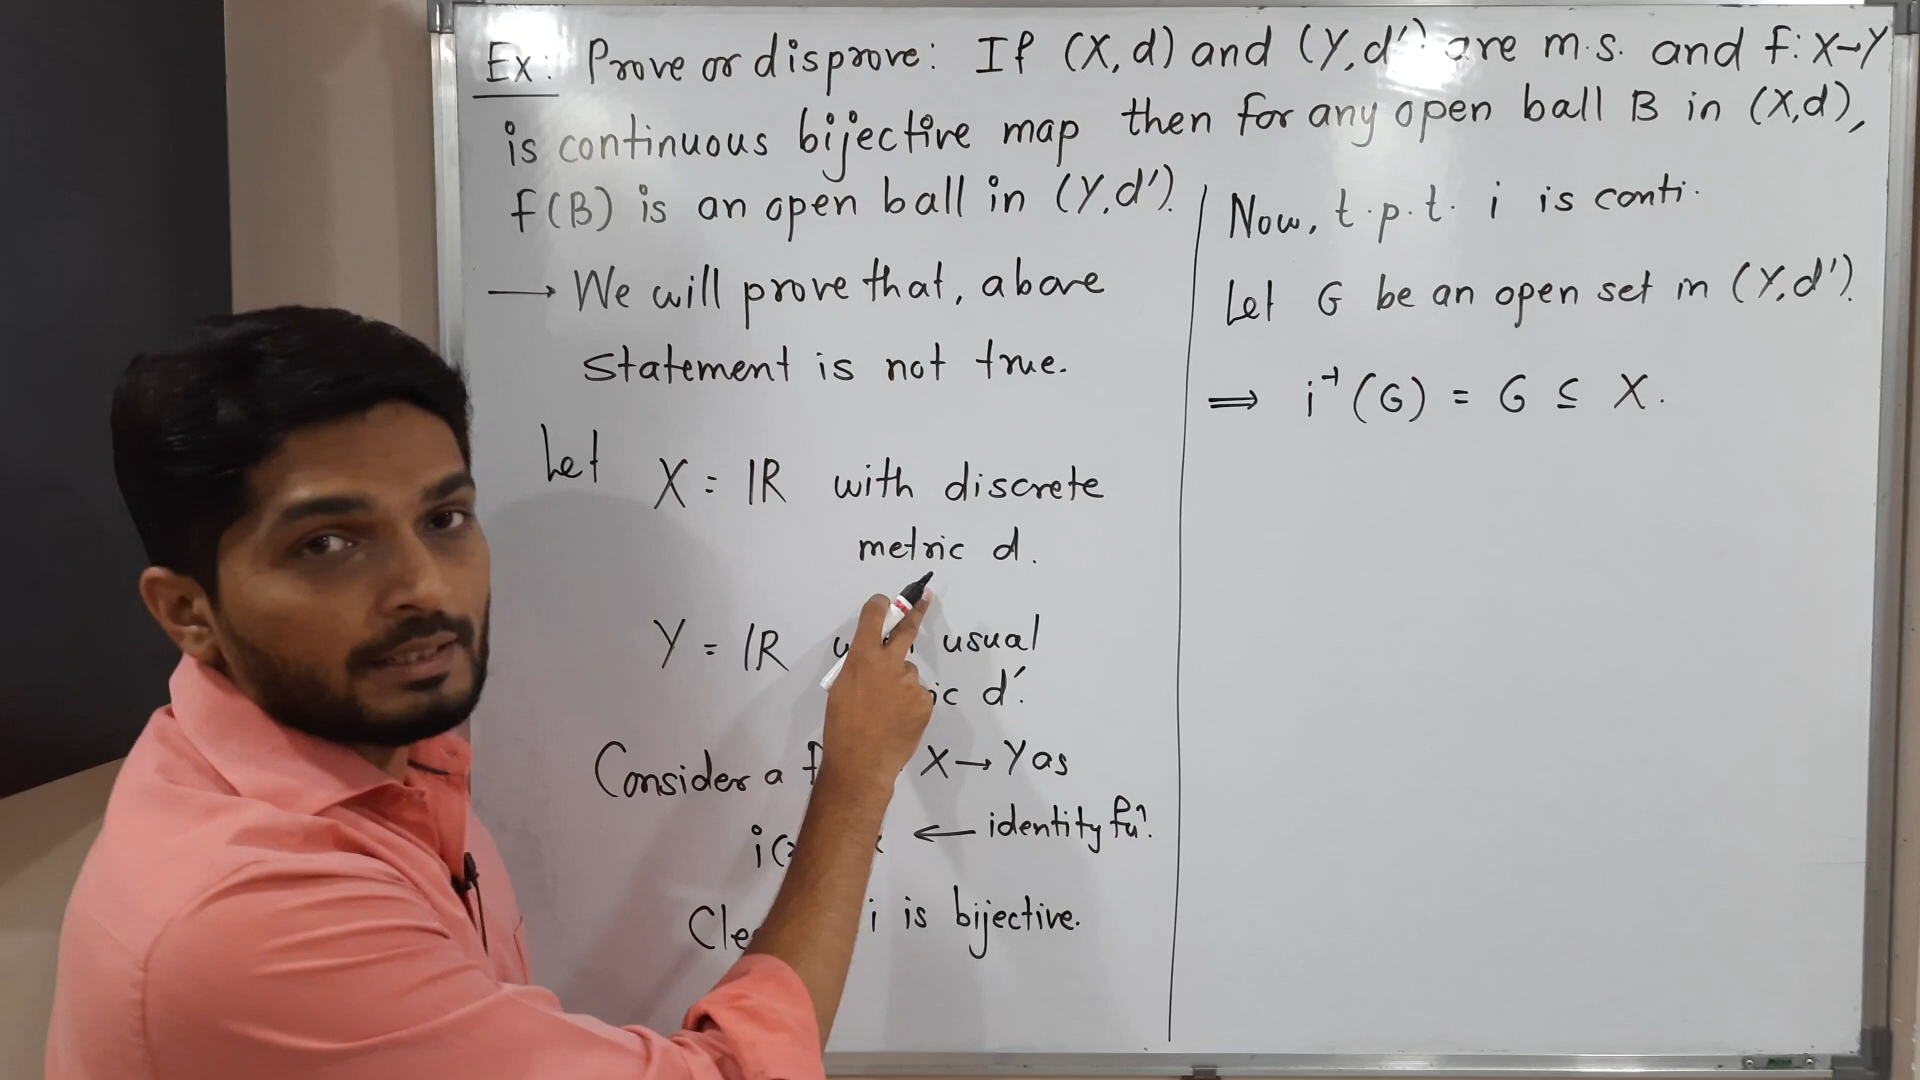 Ex: Prove or disprove: If (X,d) and (Y,d') are m.s. and f: X→Y
is continuous bijective map then for any open ball B in (X,d),
f(B) is an open ball in (Y,d').
→ We will prove that, above
statement is not true.
Let X = ℝ with discrete
metric d.
Y = ℝ usual
d'.
Consider a X → Y as
← identity fuⁿ.
i is bijective.
Now, t.p.t. i is conti.
Let G be an open set in (Y,d').
⇒ i⁻¹(G) = G ⊆ X.